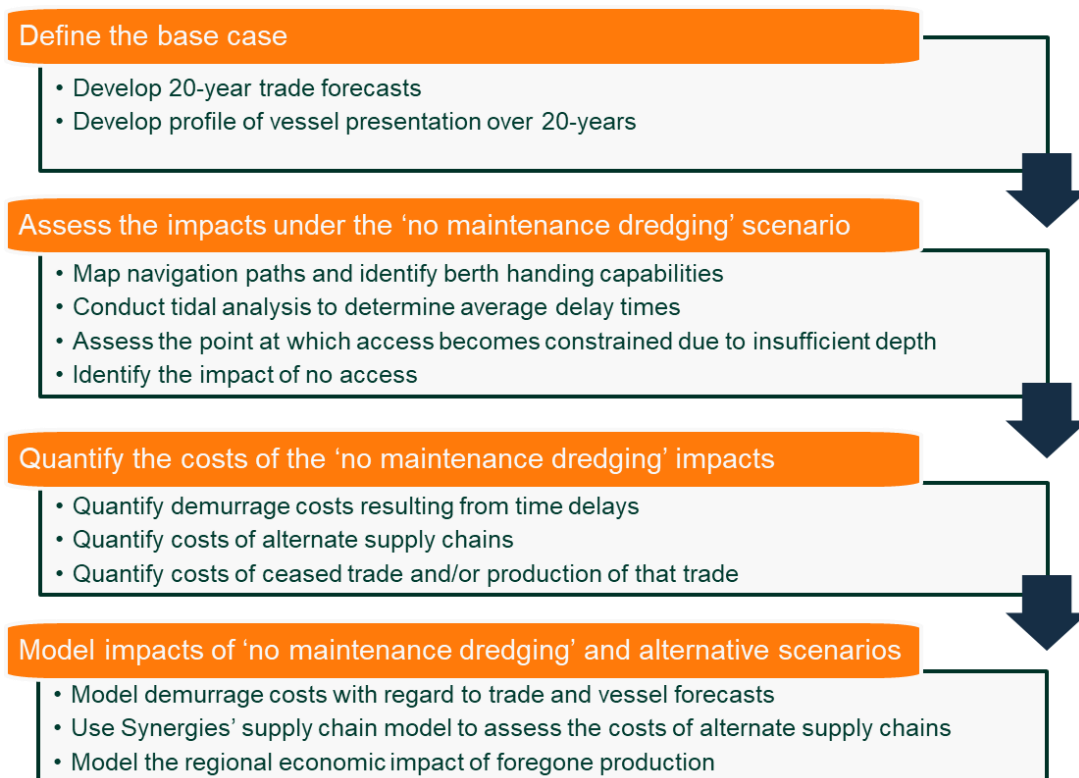 Define the base case
• Develop 20-year trade forecasts
• Develop profile of vessel presentation over 20-years
Assess the impacts under the ‘no maintenance dredging’ scenario
• Map navigation paths and identify berth handing capabilities
• Conduct tidal analysis to determine average delay times
• Assess the point at which access becomes constrained due to insufficient depth
• Identify the impact of no access
Quantify the costs of the ‘no maintenance dredging’ impacts
• Quantify demurrage costs resulting from time delays
• Quantify costs of alternate supply chains
• Quantify costs of ceased trade and/or production of that trade
Model impacts of ‘no maintenance dredging’ and alternative scenarios
• Model demurrage costs with regard to trade and vessel forecasts
• Use Synergies’ supply chain model to assess the costs of alternate supply chains
• Model the regional economic impact of foregone production